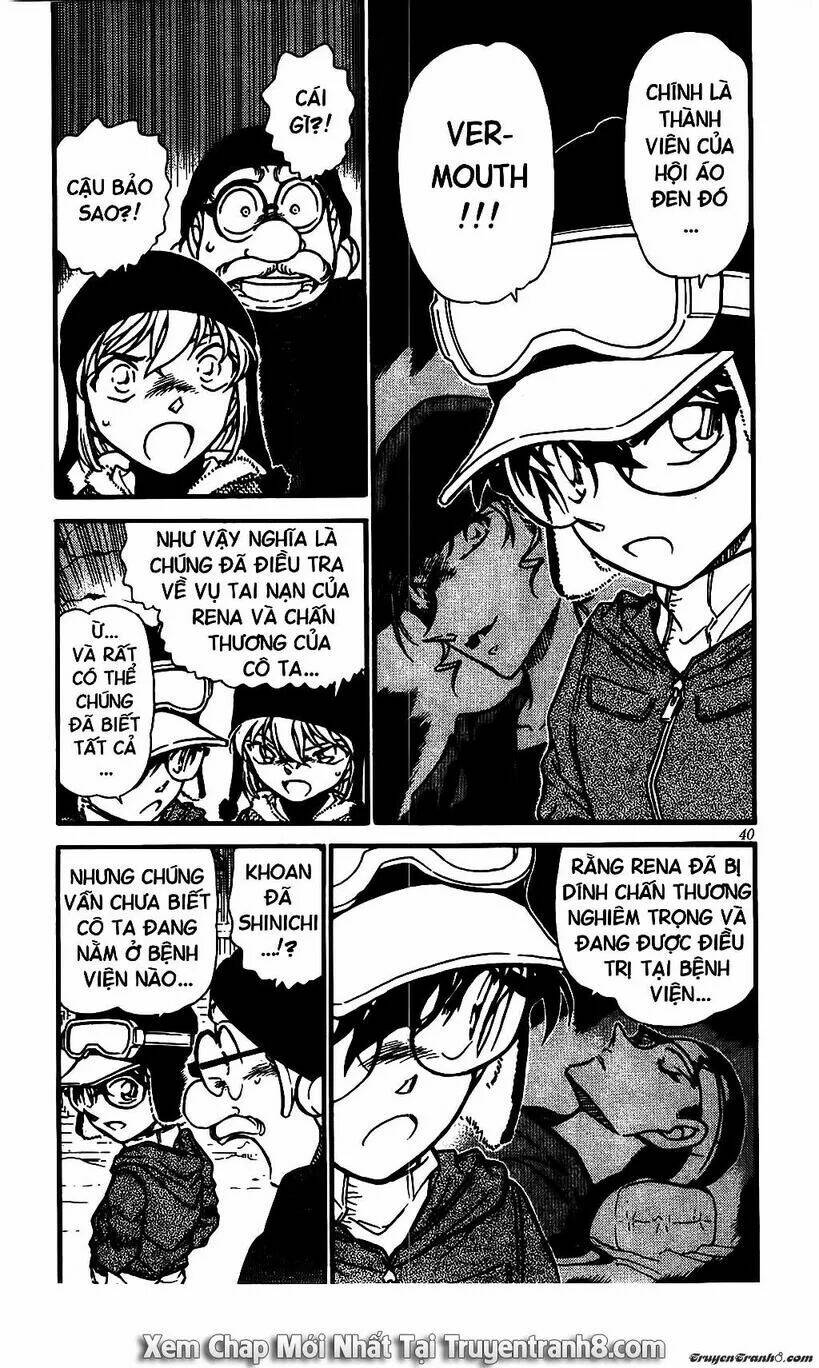 CHÍNH LÀ
THÀNH
VIÊN CỦA
HỘI ÁO
ĐEN ĐÓ
...
VER-
MOUTH
!!!
CÁI
GÌ?!
CẬU BẢO
SAO?!
NHƯ VẬY NGHĨA LÀ
CHÚNG ĐÃ ĐIỀU TRA
VỀ VỤ TAI NẠN CỦA
RENA VÀ CHẤN
THƯƠNG CỦA
CÔ TA...
Ừ...
VÀ RẤT
CÓ THỂ
CHÚNG
ĐÃ BIẾT
TẤT CẢ
...
40
RẰNG RENA ĐÃ BỊ
DÍNH CHẤN THƯƠNG
NGHIÊM TRỌNG VÀ
ĐANG ĐƯỢC ĐIỀU
TRỊ TẠI BỆNH
VIỆN...
KHOAN
ĐÃ
SHINICHI
...!?
NHƯNG CHÚNG
VẪN CHƯA BIẾT
CÔ TA ĐANG
NẰM Ở BỆNH
VIỆN NÀO...
Xem Chap Mới Nhất Tại Truyentranh8.com
TruyenTranh8.com